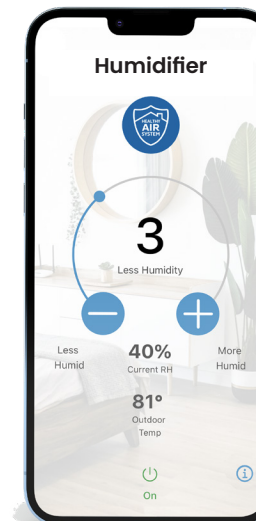 Humidifier
HEALTHY
AIR
SYSTEM
3
Less Humidity
Less
Humid
40%
Current RH
More
Humid
81°
Outdoor
Temp
On